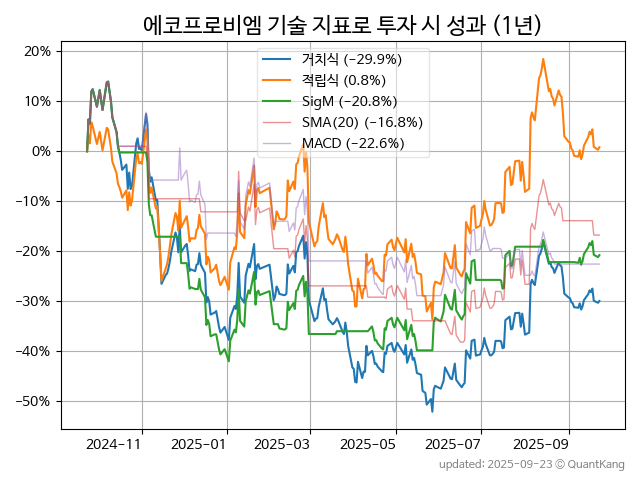 에코프로비엠 기술 지표로 투자 시 성과 (1년)
거치식 (−29.9%)
적립식 (0.8%)
SigM (−20.8%)
SMA(20) (−16.8%)
MACD (−22.6%)
20%
10%
0%
−10%
−20%
−30%
−40%
−50%
2024-11 2025-01 2025-03 2025-05 2025-07 2025-09
updated: 2025-09-23 © QuantKang